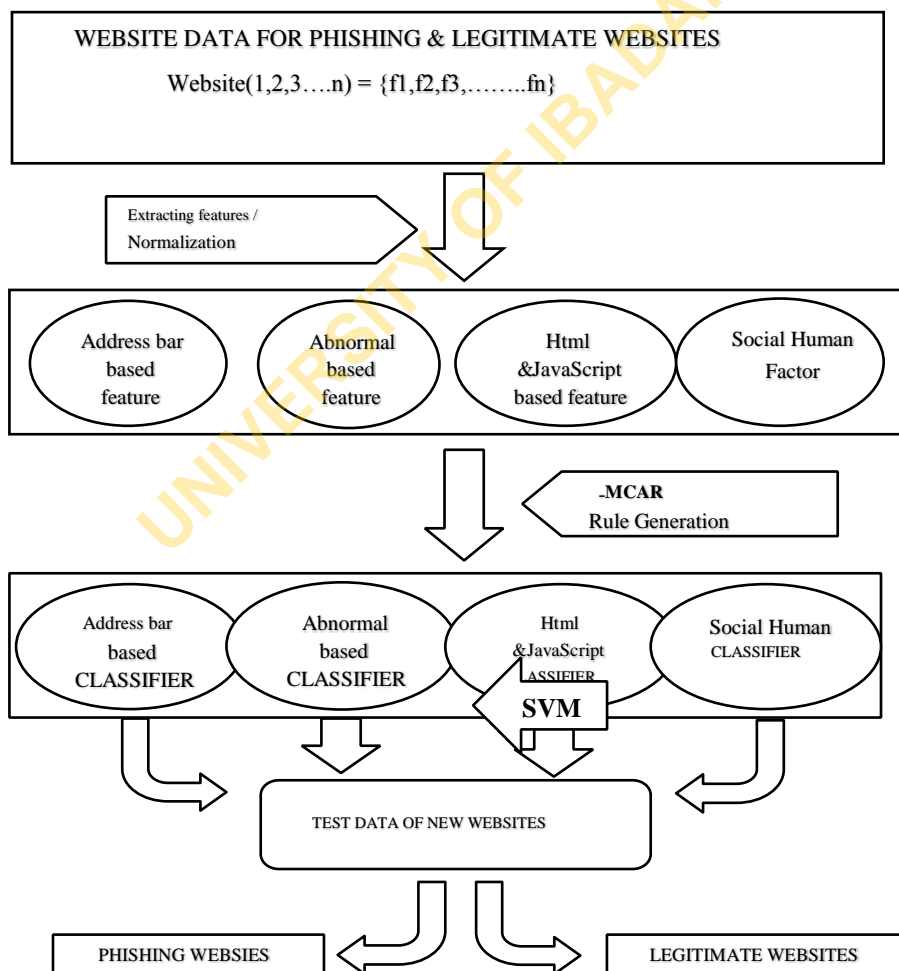 WEBSITE DATA FOR PHISHING & LEGITIMATE WEBSITES
Website(1,2,3….n) = {f1,f2,f3,……..fn}
Extracting features /
Normalization
Address bar
based
feature
Abnormal
based
feature
Html
&JavaScript
based feature
Social Human
Factor
-MCAR
Rule Generation
Address bar
based
CLASSIFIER
Abnormal
based
CLASSIFIER
Html
&JavaScript
ASSIFIER
Social Human
CLASSIFIER
SVM
TEST DATA OF NEW WEBSITES
PHISHING WEBSIES
LEGITIMATE WEBSITES
UNIVERSITY OF IBADAN